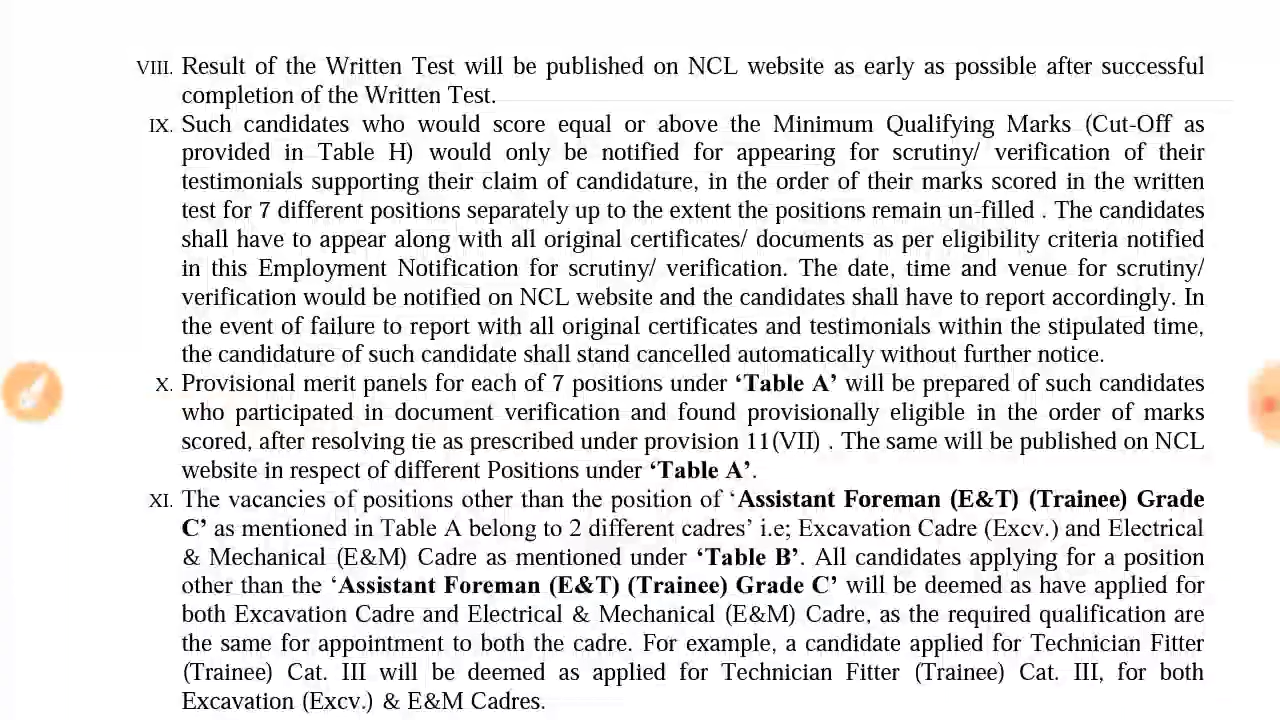 VIII. Result of the Written Test will be published on NCL website as early as possible after successful
completion of the Written Test.
IX. Such candidates who would score equal or above the Minimum Qualifying Marks (Cut-Off as
provided in Table H) would only be notified for appearing for scrutiny/ verification of their
testimonials supporting their claim of candidature, in the order of their marks scored in the written
test for 7 different positions separately up to the extent the positions remain un-filled . The candidates
shall have to appear along with all original certificates/ documents as per eligibility criteria notified
in this Employment Notification for scrutiny/ verification. The date, time and venue for scrutiny/
verification would be notified on NCL website and the candidates shall have to report accordingly. In
the event of failure to report with all original certificates and testimonials within the stipulated time,
the candidature of such candidate shall stand cancelled automatically without further notice.
X. Provisional merit panels for each of 7 positions under ‘Table A’ will be prepared of such candidates
who participated in document verification and found provisionally eligible in the order of marks
scored, after resolving tie as prescribed under provision 11(VII) . The same will be published on NCL
website in respect of different Positions under ‘Table A’.
XI. The vacancies of positions other than the position of ‘Assistant Foreman (E&T) (Trainee) Grade
C’ as mentioned in Table A belong to 2 different cadres’ i.e; Excavation Cadre (Excv.) and Electrical
& Mechanical (E&M) Cadre as mentioned under ‘Table B’. All candidates applying for a position
other than the ‘Assistant Foreman (E&T) (Trainee) Grade C’ will be deemed as have applied for
both Excavation Cadre and Electrical & Mechanical (E&M) Cadre, as the required qualification are
the same for appointment to both the cadre. For example, a candidate applied for Technician Fitter
(Trainee) Cat. III will be deemed as applied for Technician Fitter (Trainee) Cat. III, for both
Excavation (Excv.) & E&M Cadres.